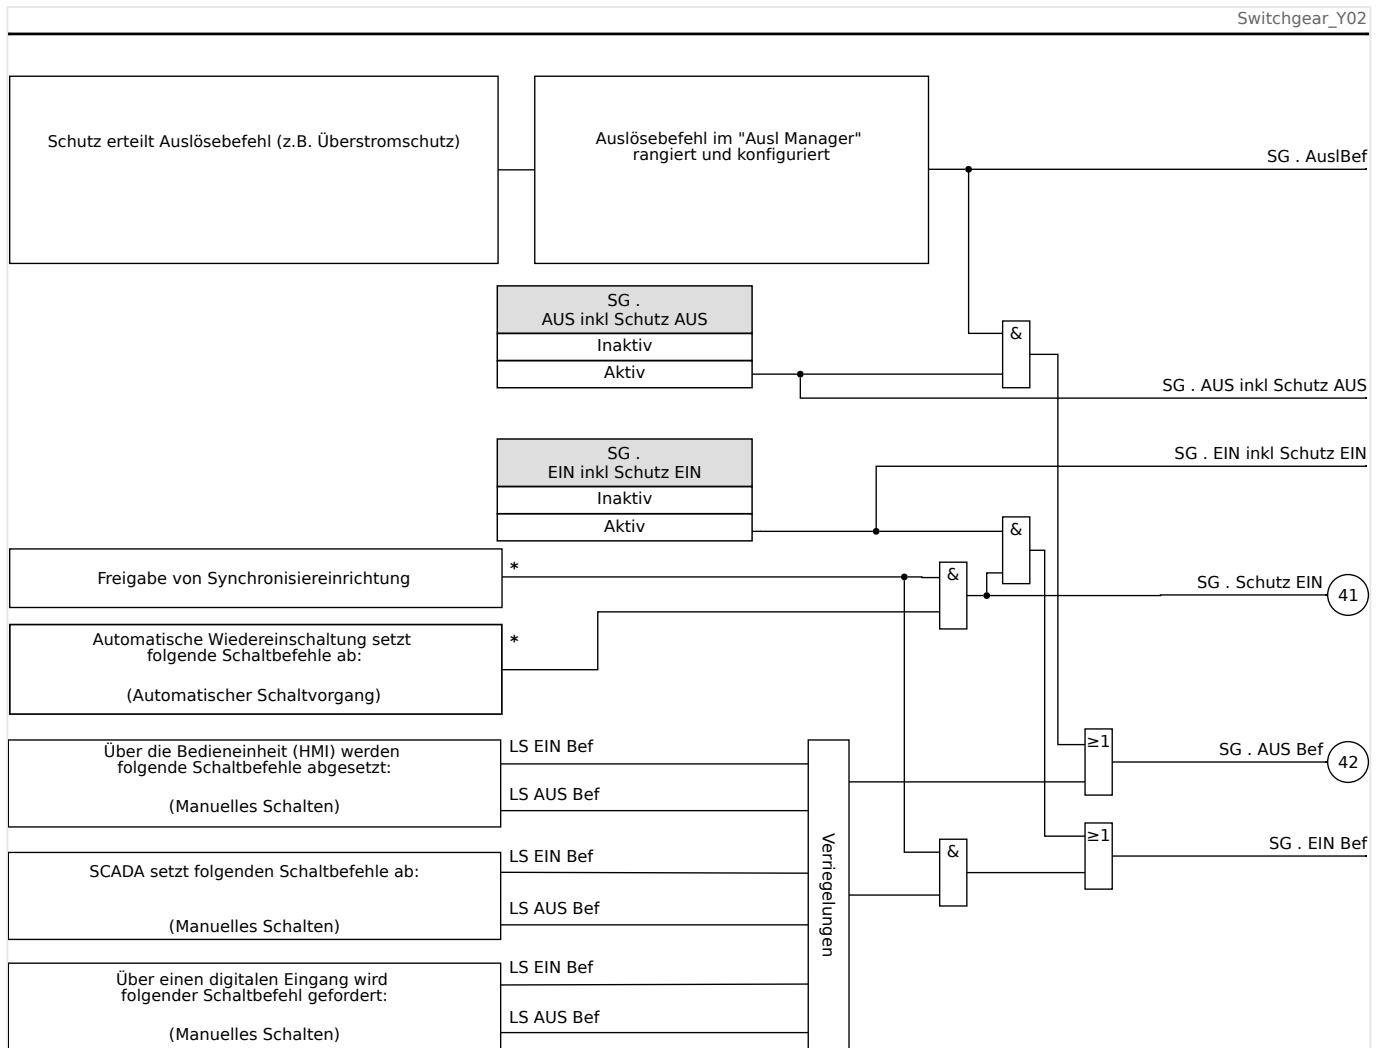 Switchgear_Y02
Schutz erteilt Auslösebefehl (z.B. Überstromschutz)
Auslösebefehl im "Ausl Manager"
rangiert und konfiguriert
SG . AuslBef
SG .
AUS inkl Schutz AUS
Inaktiv
Aktiv
&
SG . AUS inkl Schutz AUS
SG .
EIN inkl Schutz EIN
Inaktiv
Aktiv
SG . EIN inkl Schutz EIN
&
Freigabe von Synchronisiereinrichtung
*
&
SG . Schutz EIN
41
Automatische Wiedereinschaltung setzt
folgende Schaltbefehle ab:
(Automatischer Schaltvorgang)
*
Über die Bedieneinheit (HMI) werden
folgende Schaltbefehle abgesetzt:
(Manuelles Schalten)
LS EIN Bef
LS AUS Bef
≥1
SG . AUS Bef
42
Verriegelungen
SCADA setzt folgenden Schaltbefehle ab:
(Manuelles Schalten)
LS EIN Bef
LS AUS Bef
&
≥1
SG . EIN Bef
Über einen digitalen Eingang wird
folgender Schaltbefehl gefordert:
(Manuelles Schalten)
LS EIN Bef
LS AUS Bef